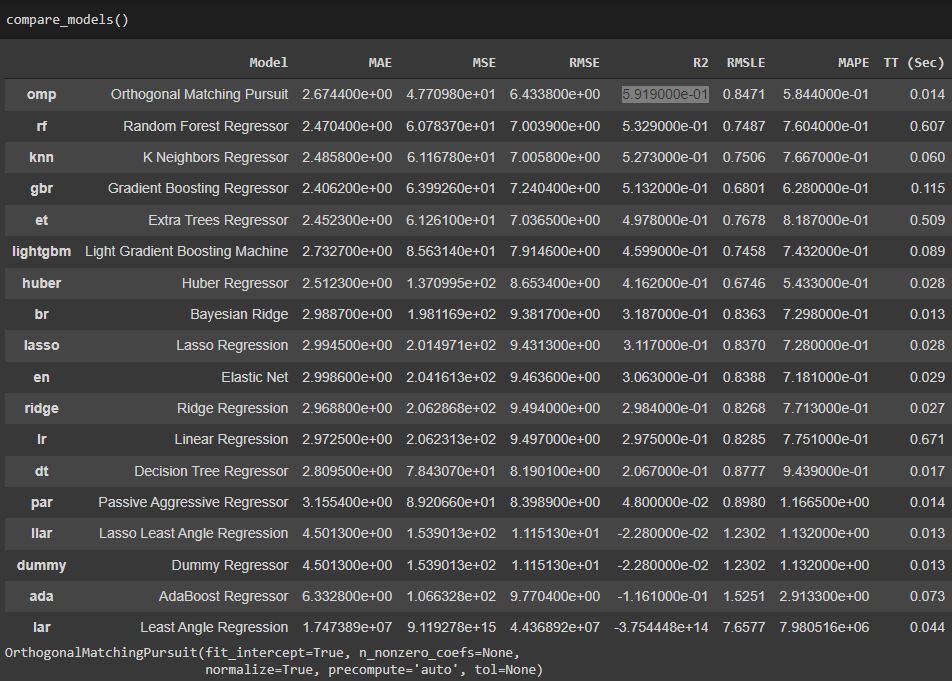 compare_models()
Model MAE MSE RMSE R2 RMSLE MAPE TT (Sec)
omp Orthogonal Matching Pursuit 2.674400e+00 4.770980e+01 6.433800e+00 5.919000e-01 0.8471 5.844000e-01 0.014
rf Random Forest Regressor 2.470400e+00 6.078370e+01 7.003900e+00 5.329000e-01 0.7487 7.604000e-01 0.607
knn K Neighbors Regressor 2.485800e+00 6.116780e+01 7.005800e+00 5.273000e-01 0.7506 7.667000e-01 0.060
gbr Gradient Boosting Regressor 2.406200e+00 6.399260e+01 7.240400e+00 5.132000e-01 0.6801 6.280000e-01 0.115
et Extra Trees Regressor 2.452300e+00 6.126100e+01 7.036500e+00 4.978000e-01 0.7678 8.187000e-01 0.509
lightgbm Light Gradient Boosting Machine 2.732700e+00 8.563140e+01 7.914600e+00 4.599000e-01 0.7458 7.432000e-01 0.089
huber Huber Regressor 2.512300e+00 1.370995e+02 8.653400e+00 4.162000e-01 0.6746 5.433000e-01 0.028
br Bayesian Ridge 2.988700e+00 1.981169e+02 9.381700e+00 3.187000e-01 0.8363 7.298000e-01 0.013
lasso Lasso Regression 2.994500e+00 2.014971e+02 9.431300e+00 3.117000e-01 0.8370 7.280000e-01 0.028
en Elastic Net 2.998600e+00 2.041613e+02 9.463600e+00 3.063000e-01 0.8388 7.181000e-01 0.029
ridge Ridge Regression 2.968800e+00 2.062868e+02 9.494000e+00 2.984000e-01 0.8268 7.713000e-01 0.027
lr Linear Regression 2.972500e+00 2.062313e+02 9.497000e+00 2.975000e-01 0.8285 7.751000e-01 0.671
dt Decision Tree Regressor 2.809500e+00 7.843070e+01 8.190100e+00 2.067000e-01 0.8777 9.439000e-01 0.017
par Passive Aggressive Regressor 3.155400e+00 8.920660e+01 8.398900e+00 4.800000e-02 0.8980 1.166500e+00 0.014
llar Lasso Least Angle Regression 4.501300e+00 1.539013e+02 1.115130e+01 -2.280000e-02 1.2302 1.132000e+00 0.013
dummy Dummy Regressor 4.501300e+00 1.539013e+02 1.115130e+01 -2.280000e-02 1.2302 1.132000e+00 0.013
ada AdaBoost Regressor 6.332800e+00 1.066328e+02 9.770400e+00 -1.161000e-01 1.5251 2.913300e+00 0.073
lar Least Angle Regression 1.747389e+07 9.119278e+15 4.436892e+07 -3.754448e+14 7.6577 7.980516e+06 0.044
OrthogonalMatchingPursuit(fit_intercept=True, n_nonzero_coefs=None,
normalize=True, precompute='auto', tol=None)